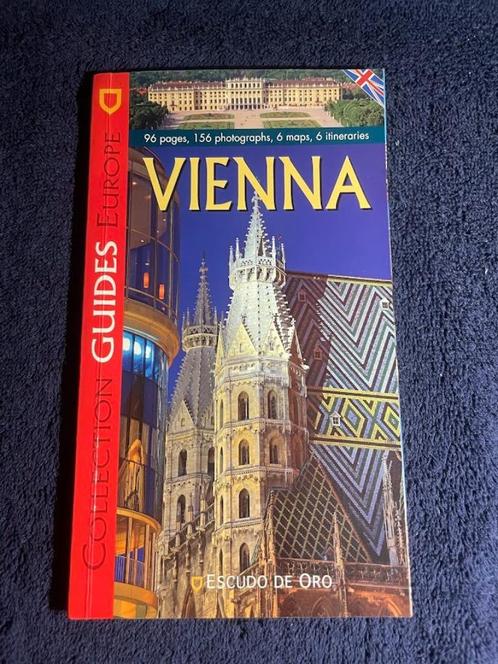 96 pages, 156 photographs, 6 maps, 6 itineraries
VIENNA
COLLECTION GUIDES EUROPE
ESCUDO DE ORO